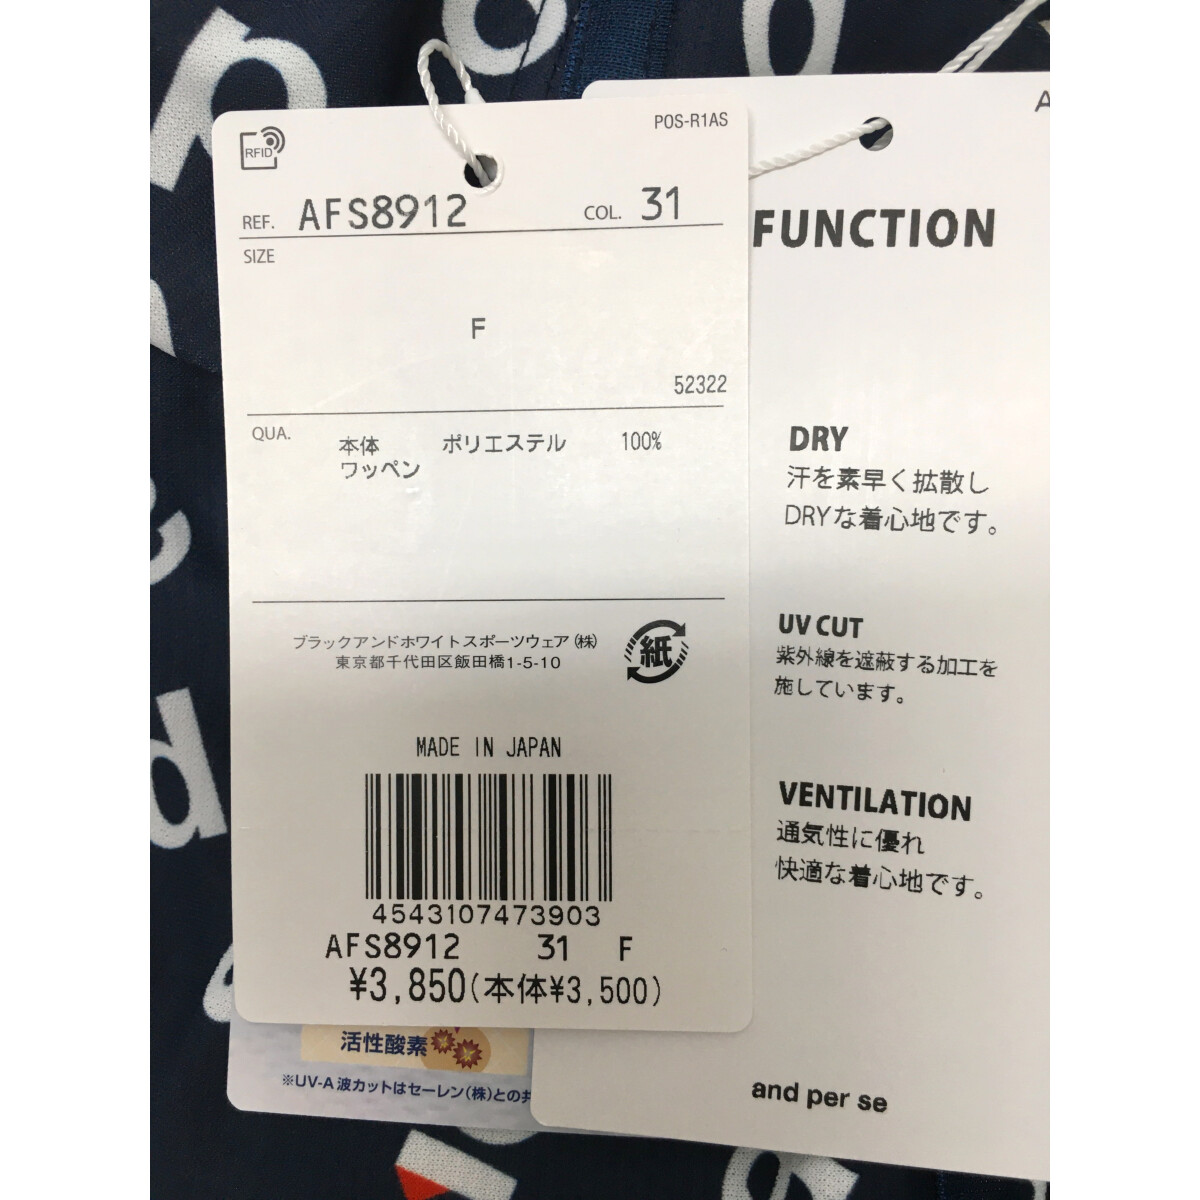 RFID
POS-R1AS
REF. AFS8912 COL. 31
SIZE
F
52322
QUA. 本体 ポリエステル 100%
ワッペン
ブラックアンドホワイトスポーツウェア(株)
東京都千代田区飯田橋1-5-10
紙
MADE IN JAPAN
4543107473903
AFS8912 31 F
¥3,850(本体¥3,500)
活性酸素
※UV-A波カットはセーレン(株)との共
A
FUNCTION
DRY
汗を素早く拡散し
DRYな着心地です。
UV CUT
紫外線を遮蔽する加工を
施しています。
VENTILATION
通気性に優れ
快適な着心地です。
and per se